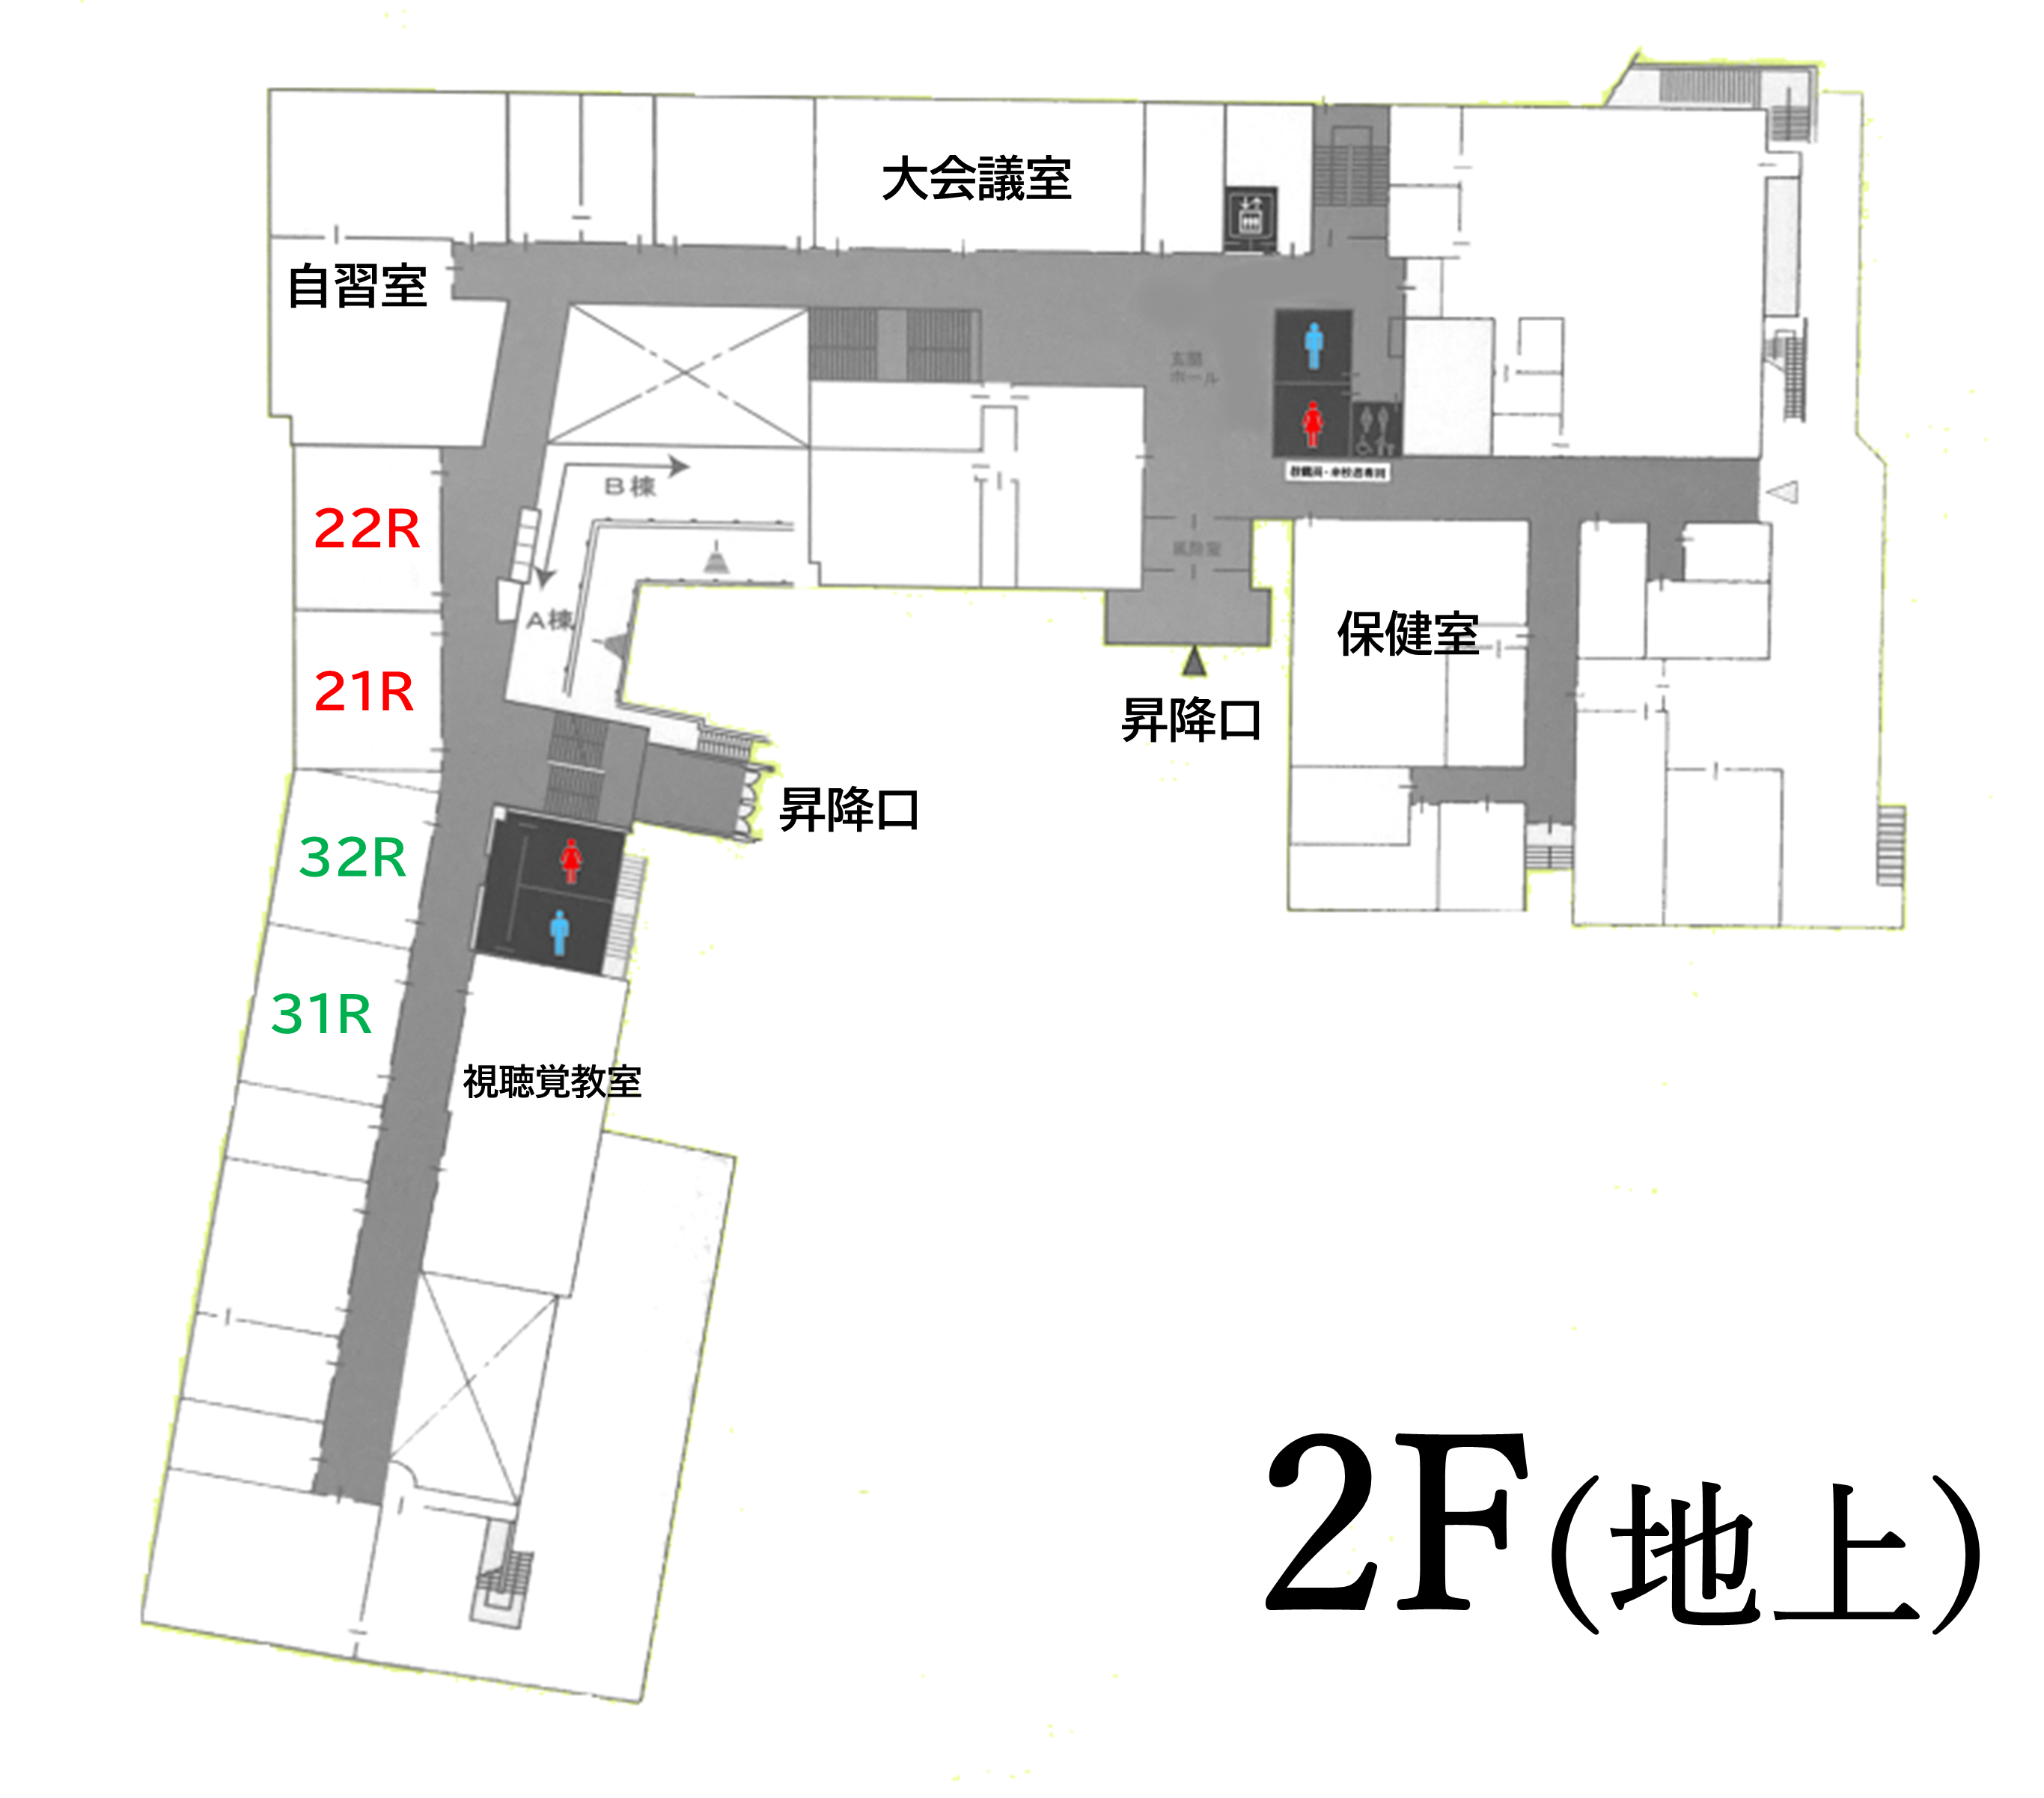 大会議室
自習室
玄関
ホール
22R
B棟
風除室
A棟
保健室
21R
昇降口
昇降口
32R
31R
視聴覚教室
2F(地上)